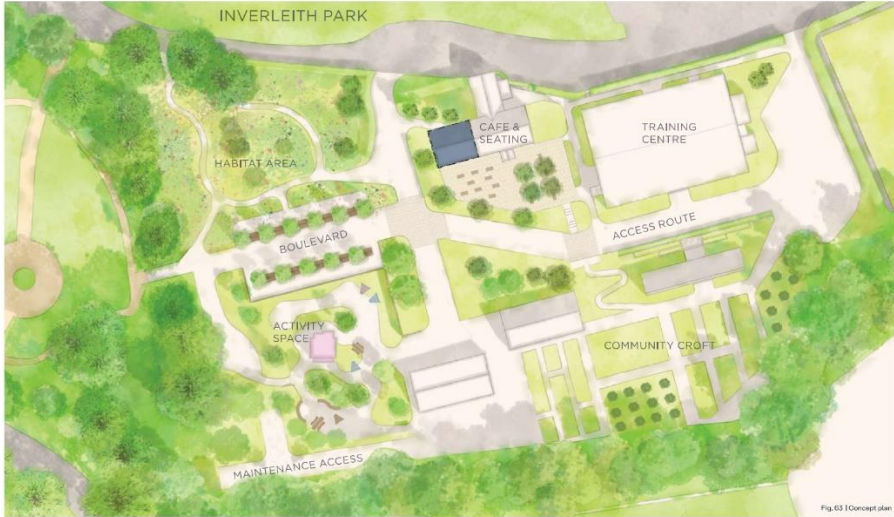 INVERLEITH PARK
CAFE &
SEATING
TRAINING
CENTRE
HABITAT AREA
BOULEVARD
ACCESS ROUTE
ACTIVITY
SPACE
COMMUNITY CROFT
MAINTENANCE ACCESS
Fig. 63 | Concept plan